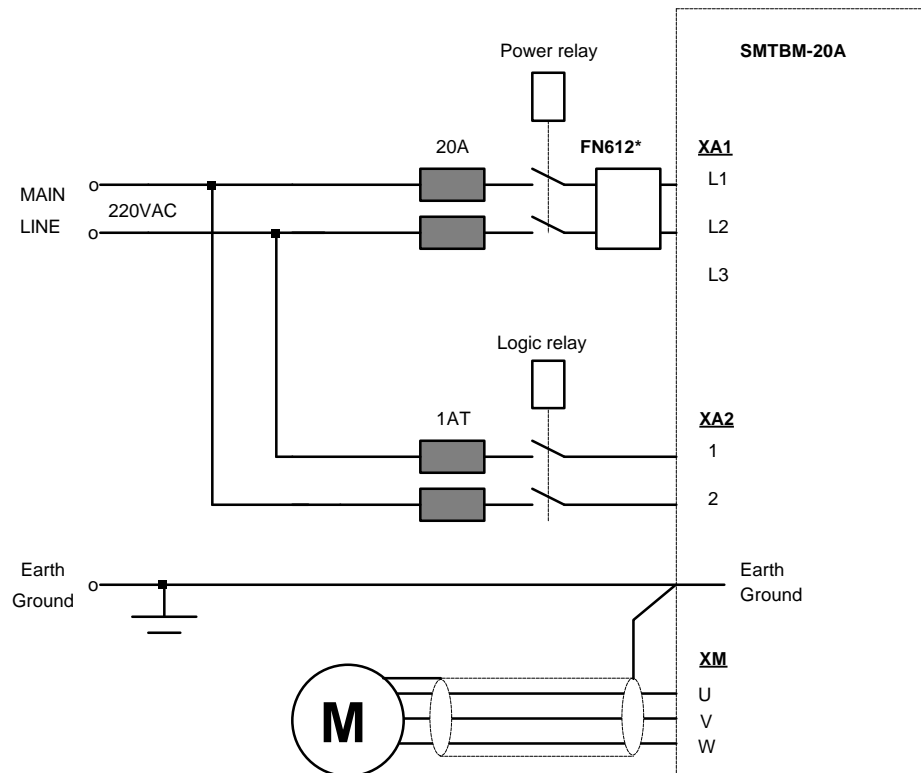 Power relay
SMTBM-20A
20A
FN612*
XA1
MAIN
LINE
o
o
220VAC
L1
L2
L3
Logic relay
1AT
XA2
1
2
Earth
Ground
o
Earth
Ground
XM
M
U
V
W